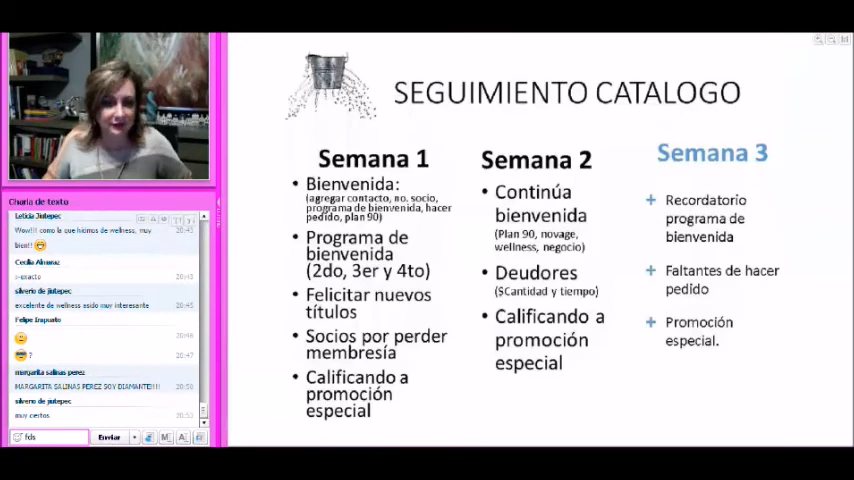 SEGUIMIENTO CATALOGO
Semana 1
• Bienvenida:
(agregar contacto, no. socio,
programa de bienvenida, hacer
pedido, plan 90)
• Programa de
bienvenida
(2do, 3er y 4to)
• Felicitar nuevos
títulos
• Socios por perder
membresía
• Calificando a
promoción
especial
Semana 2
• Continúa
bienvenida
(Plan 90, novage,
wellness, negocio)
• Deudores
($Cantidad y tiempo)
• Calificando a
promoción
especial
Semana 3
+ Recordatorio
programa de
bienvenida
+ Faltantes de hacer
pedido
+ Promoción
especial.
Charla de texto
Leticia Jiutepec
Wow!!! como la que hicimos de wellness, muy
bien!! 20:45
Cecilia Almaraz
:-exacto 20:45
silverio de jiutepec
excelente de wellness asido muy interesante 20:45
Felipe Irapuato
20:46
? 20:47
margarita salinas perez
MARGARITA SALINAS PEREZ SOY DIAMANTE!!!! 20:50
silverio de jiutepec
muy ciertos 20:53
fds
Enviar